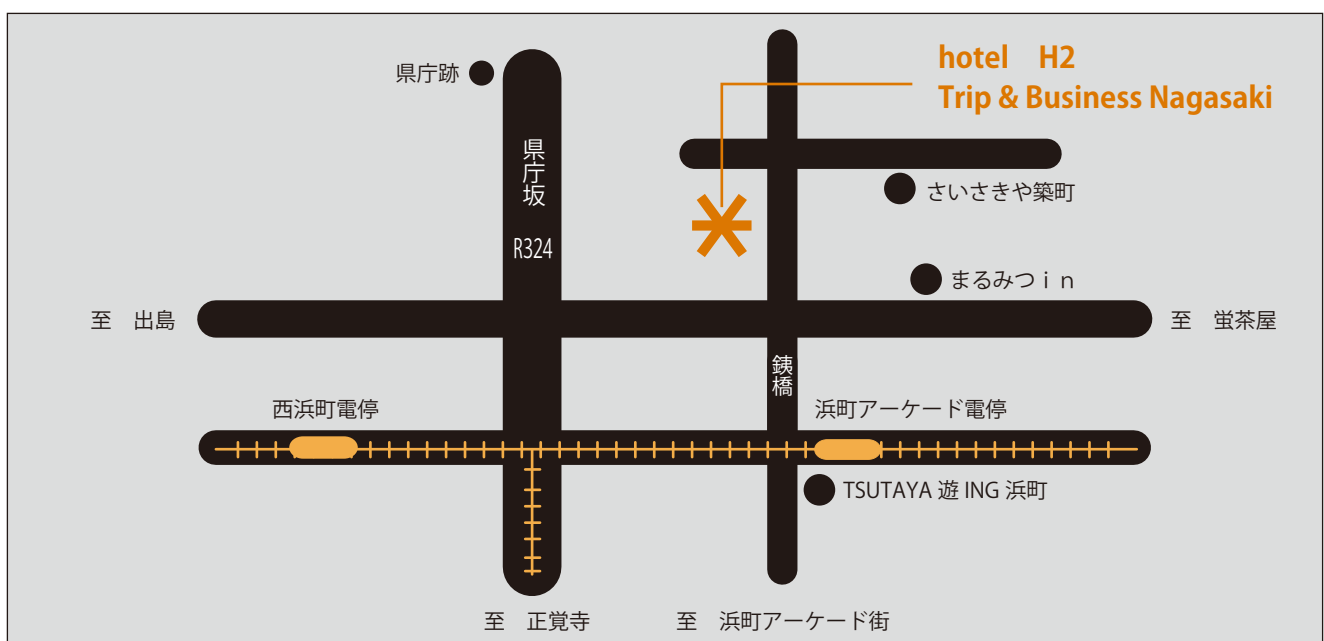 hotel　H2
Trip & Business Nagasaki
県庁跡
県庁坂
R324
さいさきや築町
まるみつｉｎ
至　出島
至　蛍茶屋
銕橋
西浜町電停
浜町アーケード電停
TSUTAYA 遊 ING 浜町
至　正覚寺
至　浜町アーケード街